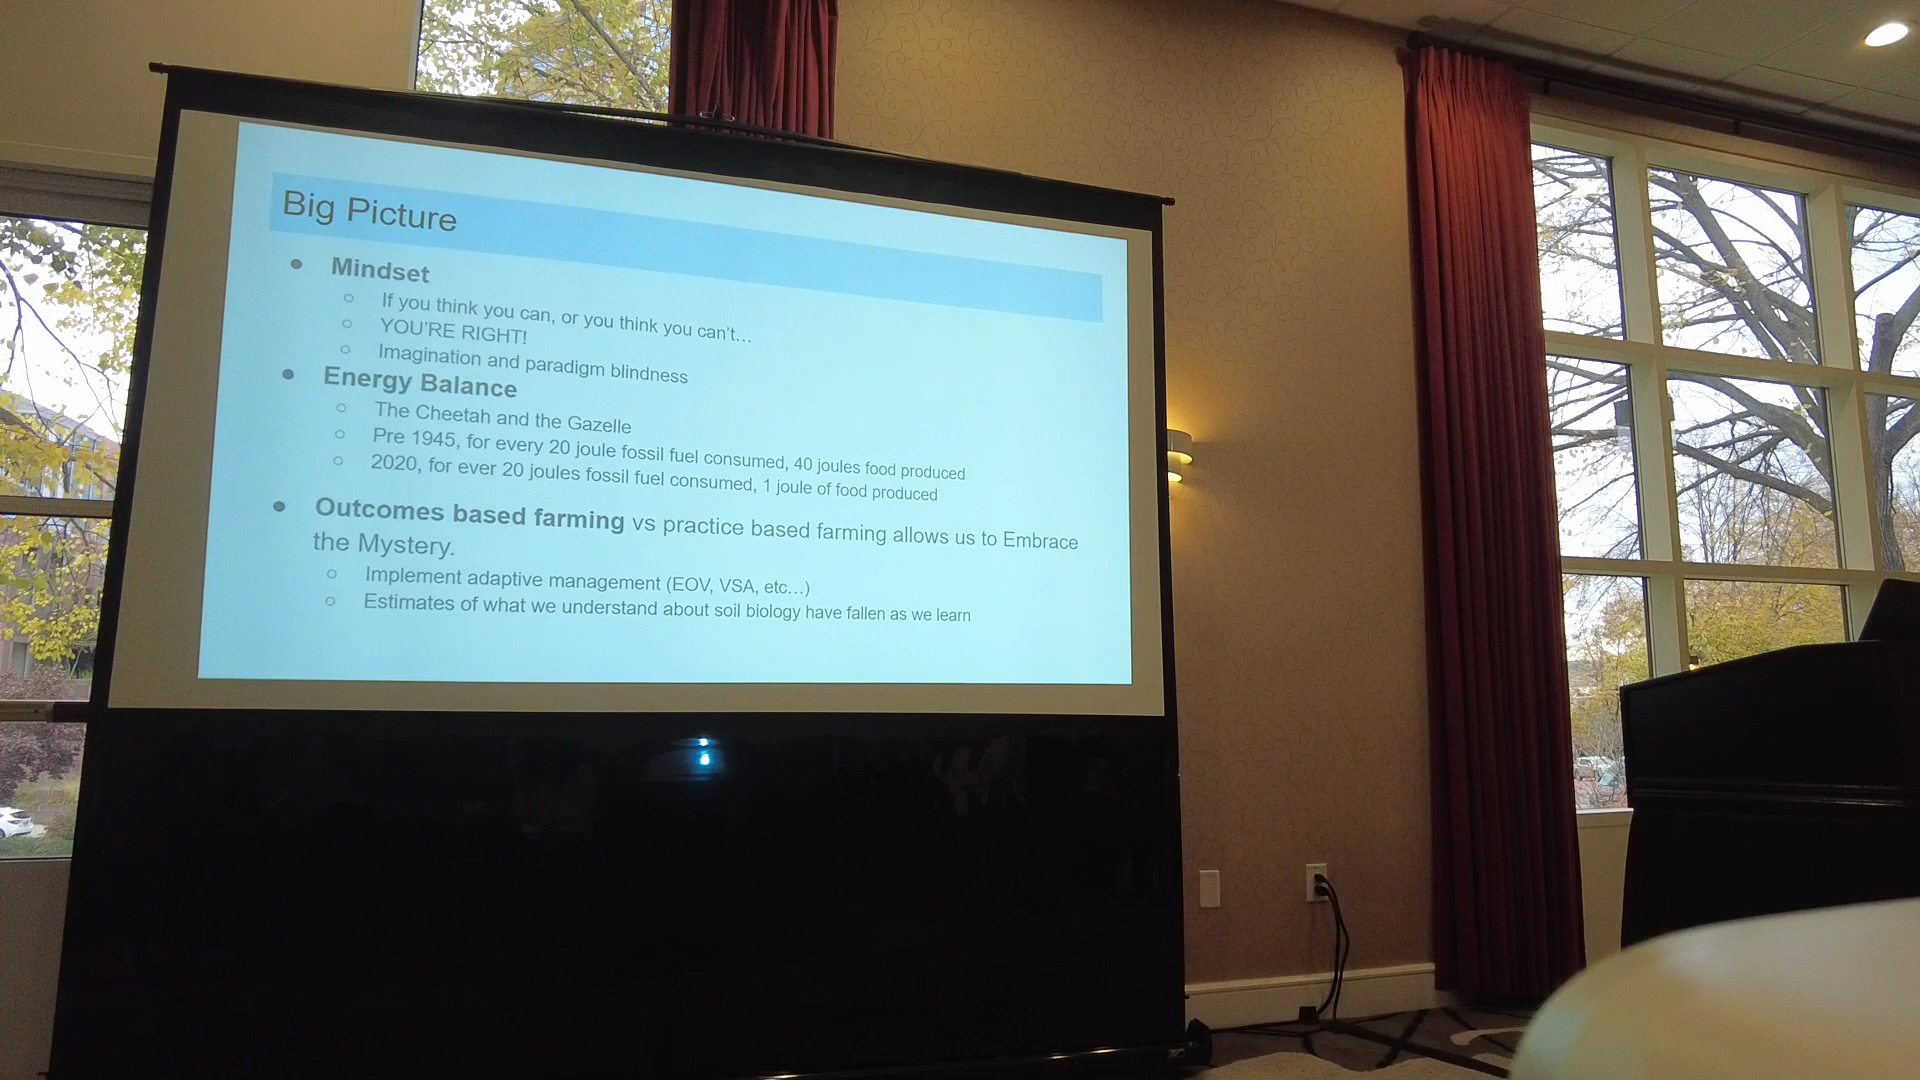 Big Picture
Mindset
If you think you can, or you think you can't...
YOU'RE RIGHT!
Imagination and paradigm blindness
Energy Balance
The Cheetah and the Gazelle
Pre 1945, for every 20 joule fossil fuel consumed, 40 joules food produced
2020, for ever 20 joules fossil fuel consumed, 1 joule of food produced
Outcomes based farming vs practice based farming allows us to Embrace
the Mystery.
Implement adaptive management (EOV, VSA, etc...)
Estimates of what we understand about soil biology have fallen as we learn